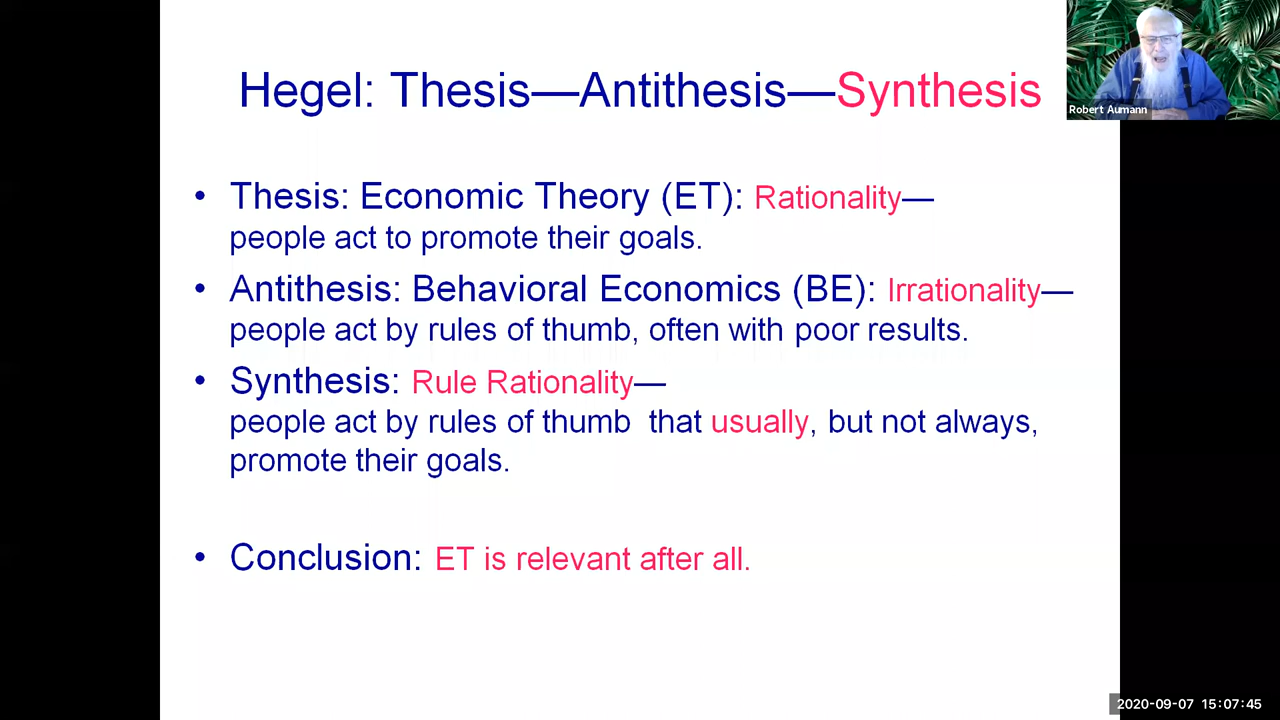 Hegel: Thesis—Antithesis—Synthesis
Robert Aumann
• Thesis: Economic Theory (ET): Rationality—
people act to promote their goals.
• Antithesis: Behavioral Economics (BE): Irrationality—
people act by rules of thumb, often with poor results.
• Synthesis: Rule Rationality—
people act by rules of thumb  that usually, but not always,
promote their goals.
• Conclusion: ET is relevant after all.
2020-09-07 15:07:45